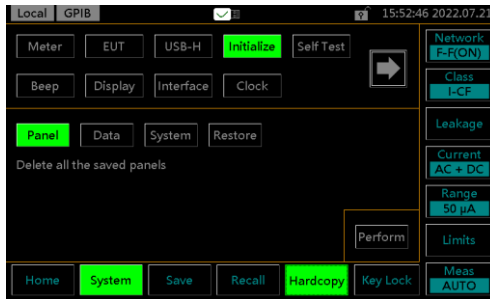 Local GPIB 15:52:46 2022.07.21
Meter EUT USB-H Initialize Self Test
Beep Display Interface Clock
Panel Data System Restore
Delete all the saved panels
Perform
Home System Save Recall Hardcopy Key Lock
Network
F-F(ON)
Class
I-CF
Leakage
Current
AC + DC
Range
50 µA
Limits
Meas
AUTO